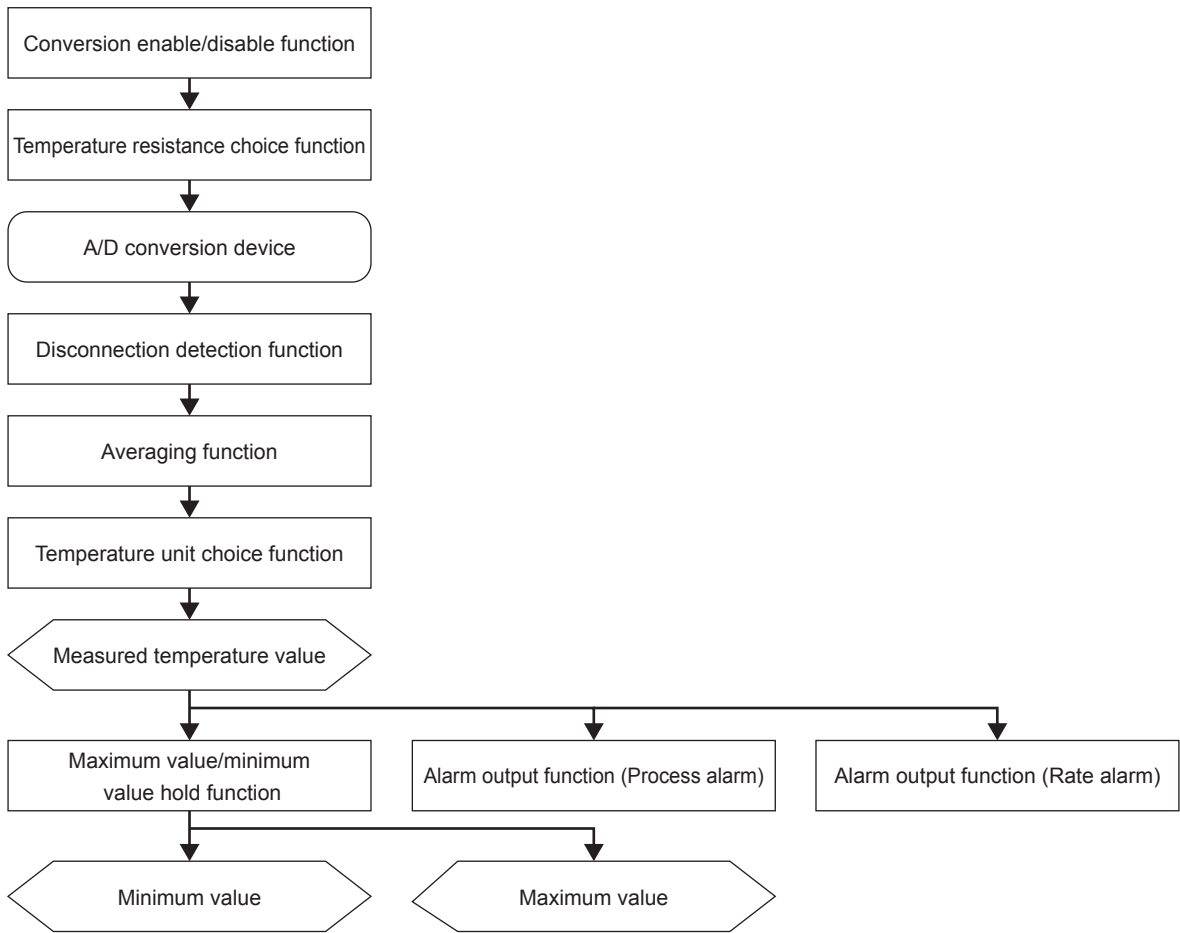 Conversion enable/disable function
Temperature resistance choice function
A/D conversion device
Disconnection detection function
Averaging function
Temperature unit choice function
Measured temperature value
Maximum value/minimum
value hold function
Alarm output function (Process alarm)
Alarm output function (Rate alarm)
Minimum value
Maximum value